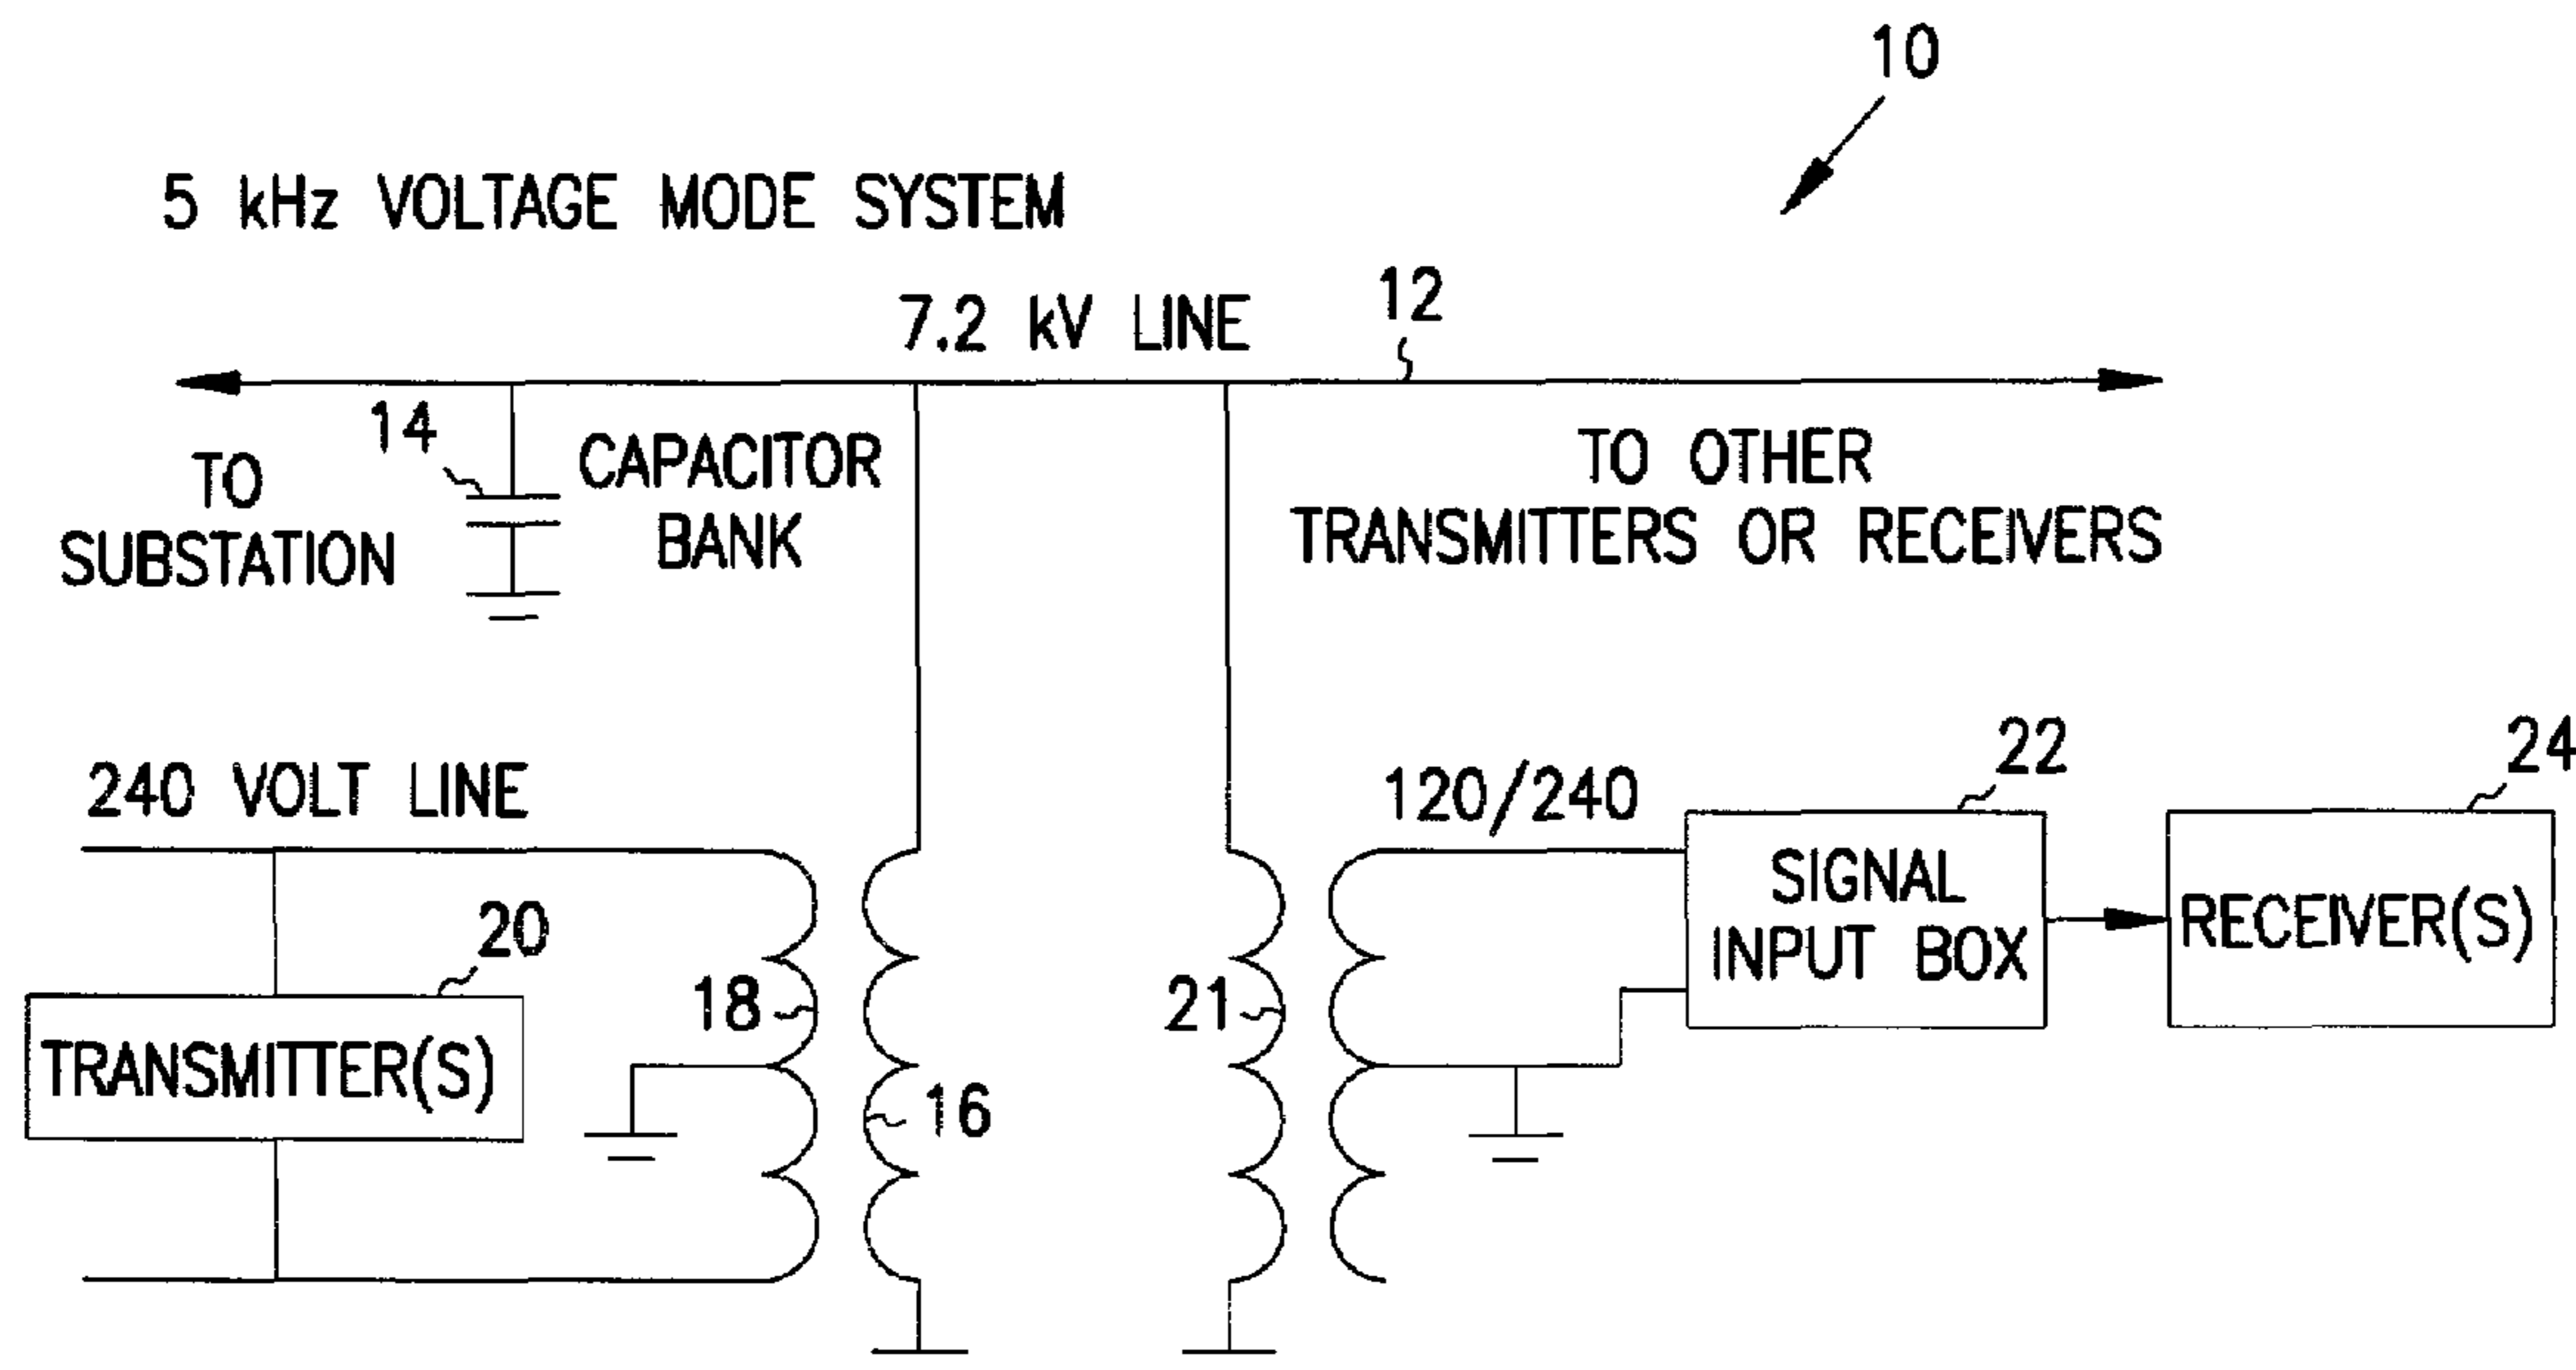 10
5 kHz VOLTAGE MODE SYSTEM
7.2 kV LINE
12
14
TO
SUBSTATION
CAPACITOR
BANK
TO OTHER
TRANSMITTERS OR RECEIVERS
240 VOLT LINE
20
TRANSMITTER(S)
18
16
21
120/240
22
SIGNAL
INPUT BOX
24
RECEIVER(S)